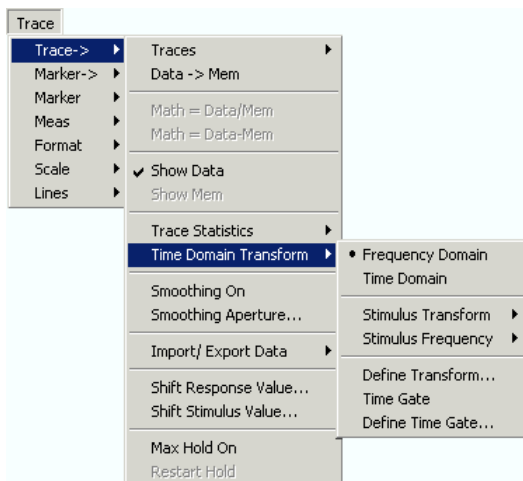 Trace
Trace->
Marker->
Marker
Meas
Format
Scale
Lines
Traces
Data -> Mem
Math = Data/Mem
Math = Data-Mem
Show Data
Show Mem
Trace Statistics
Time Domain Transform
Smoothing On
Smoothing Aperture...
Import/ Export Data
Shift Response Value...
Shift Stimulus Value...
Max Hold On
Restart Hold
Frequency Domain
Time Domain
Stimulus Transform
Stimulus Frequency
Define Transform...
Time Gate
Define Time Gate...